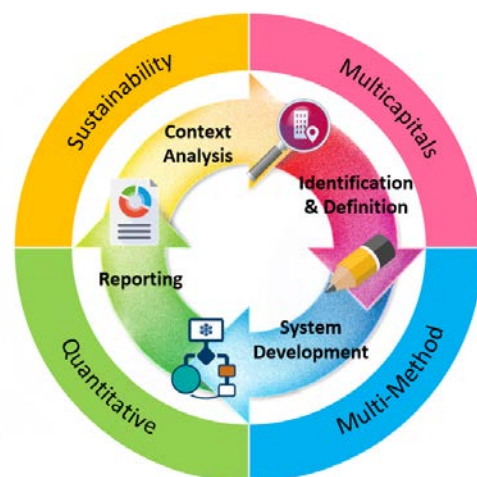 Sustainability
Multicapitals
Context
Analysis
Identification
& Definition
Reporting
System
Development
Quantitative
Multi-Method